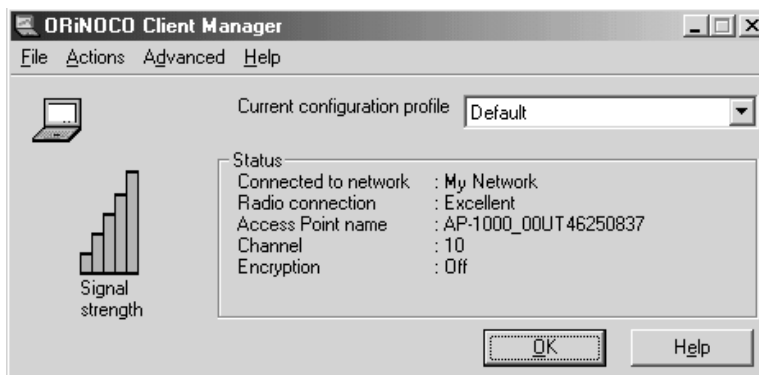 ORiNOCO Client Manager
File Actions Advanced Help
Current configuration profile Default
Status
Connected to network : My Network
Radio connection : Excellent
Access Point name : AP-1000_00UT46250837
Channel : 10
Encryption : Off
Signal
strength
OK Help